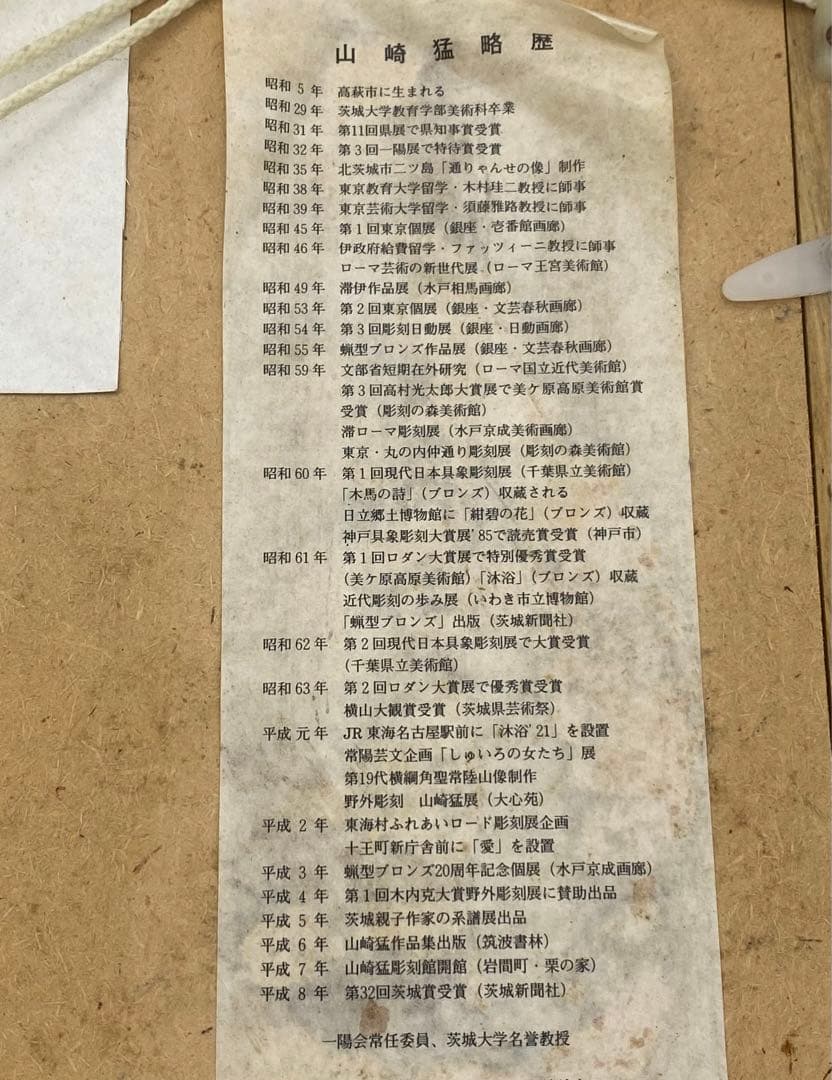 山崎猛略歴
昭和5年 高萩市に生まれる
昭和29年 茨城大学教育学部美術科卒業
昭和31年 第11回県展で県知事賞受賞
昭和32年 第3回一陽展で特待賞受賞
昭和35年 北茨城市二ツ島「通りゃんせの像」制作
昭和38年 東京教育大学留学・木村珪二教授に師事
昭和39年 東京芸術大学留学・須藤雅路教授に師事
昭和45年 第1回東京個展（銀座・壱番館画廊）
昭和46年 伊政府給費留学・ファッツィーニ教授に師事
ローマ芸術の新世代展（ローマ王宮美術館）
昭和49年 滞伊作品展（水戸相馬画廊）
昭和53年 第2回東京個展（銀座・文芸春秋画廊）
昭和54年 第3回彫刻日動展（銀座・日動画廊）
昭和55年 蝋型ブロンズ作品展（銀座・文芸春秋画廊）
昭和59年 文部省短期在外研究（ローマ国立近代美術館）
第3回高村光太郎大賞展で美ケ原高原美術館賞
受賞（彫刻の森美術館）
滞ローマ彫刻展（水戸京成美術画廊）
東京・丸の内仲通り彫刻展（彫刻の森美術館）
昭和60年 第1回現代日本具象彫刻展（千葉県立美術館）
「木馬の詩」（ブロンズ）収蔵される
日立郷土博物館に「紺碧の花」（ブロンズ）収蔵
神戸具象彫刻大賞展'85で読売賞受賞（神戸市）
昭和61年 第1回ロダン大賞展で特別優秀賞受賞
（美ケ原高原美術館）「沐浴」（ブロンズ）収蔵
近代彫刻の歩み展（いわき市立博物館）
「蝋型ブロンズ」出版（茨城新聞社）
昭和62年 第2回現代日本具象彫刻展で大賞受賞
（千葉県立美術館）
昭和63年 第2回ロダン大賞展で優秀賞受賞
横山大観賞受賞（茨城県芸術祭）
平成元年 JR東海名古屋駅前に「沐浴'21」を設置
常陽芸文企画「しゅいろの女たち」展
第19代横綱角聖常陸山像制作
野外彫刻　山崎猛展（大心苑）
平成2年 東海村ふれあいロード彫刻展企画
十王町新庁舎前に「愛」を設置
平成3年 蝋型ブロンズ20周年記念個展（水戸京成画廊）
平成4年 第1回木内克大賞野外彫刻展に賛助出品
平成5年 茨城親子作家の系譜展出品
平成6年 山崎猛作品集出版（筑波書林）
平成7年 山崎猛彫刻館開館（岩間町・栗の家）
平成8年 第32回茨城賞受賞（茨城新聞社）
一陽会常任委員、茨城大学名誉教授